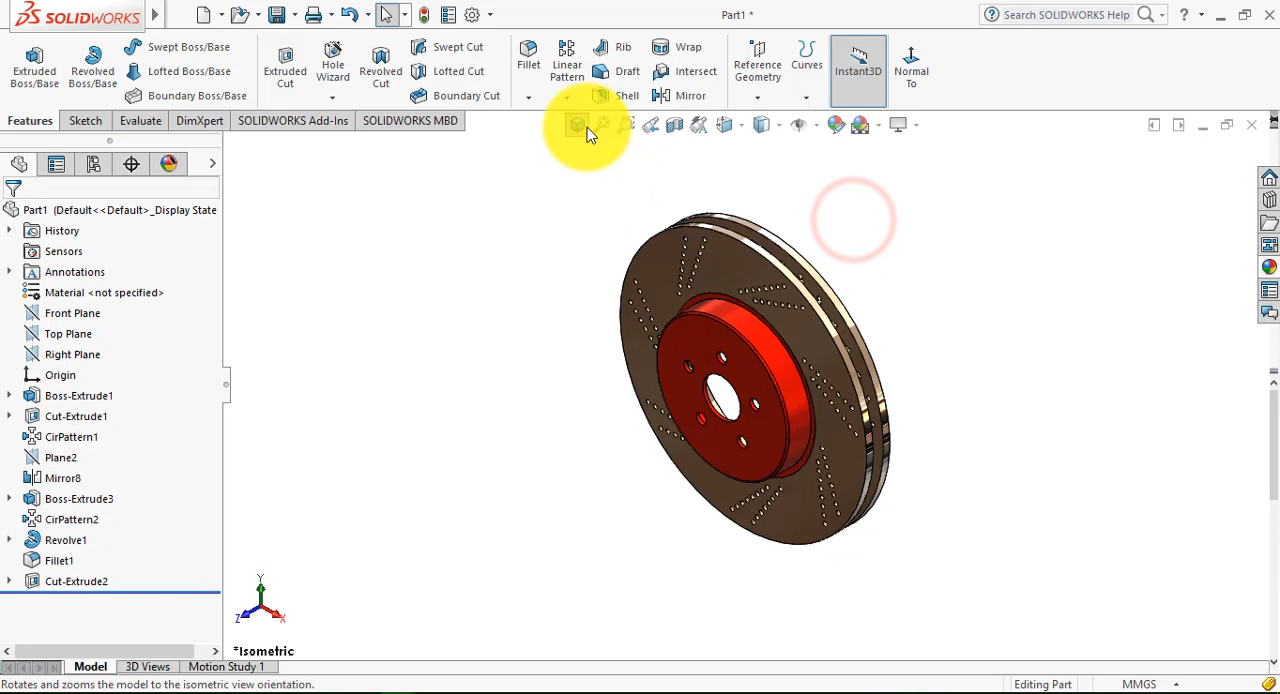 SOLIDWORKS
Part1 *
Search SOLIDWORKS Help
?
Extruded Boss/Base
Revolved Boss/Base
Swept Boss/Base
Lofted Boss/Base
Boundary Boss/Base
Extruded Cut
Hole Wizard
Revolved Cut
Swept Cut
Lofted Cut
Boundary Cut
Fillet
Linear Pattern
Rib
Draft
Shell
Wrap
Intersect
Mirror
Reference Geometry
Curves
Instant3D
Normal To
Features
Sketch
Evaluate
DimXpert
SOLIDWORKS Add-Ins
SOLIDWORKS MBD
Part1 (Default<<Default>_Display State
History
Sensors
Annotations
Material <not specified>
Front Plane
Top Plane
Right Plane
Origin
Boss-Extrude1
Cut-Extrude1
CirPattern1
Plane2
Mirror8
Boss-Extrude3
CirPattern2
Revolve1
Fillet1
Cut-Extrude2
Y
Z
X
*Isometric
Model
3D Views
Motion Study 1
Rotates and zooms the model to the isometric view orientation.
Editing Part
MMGS